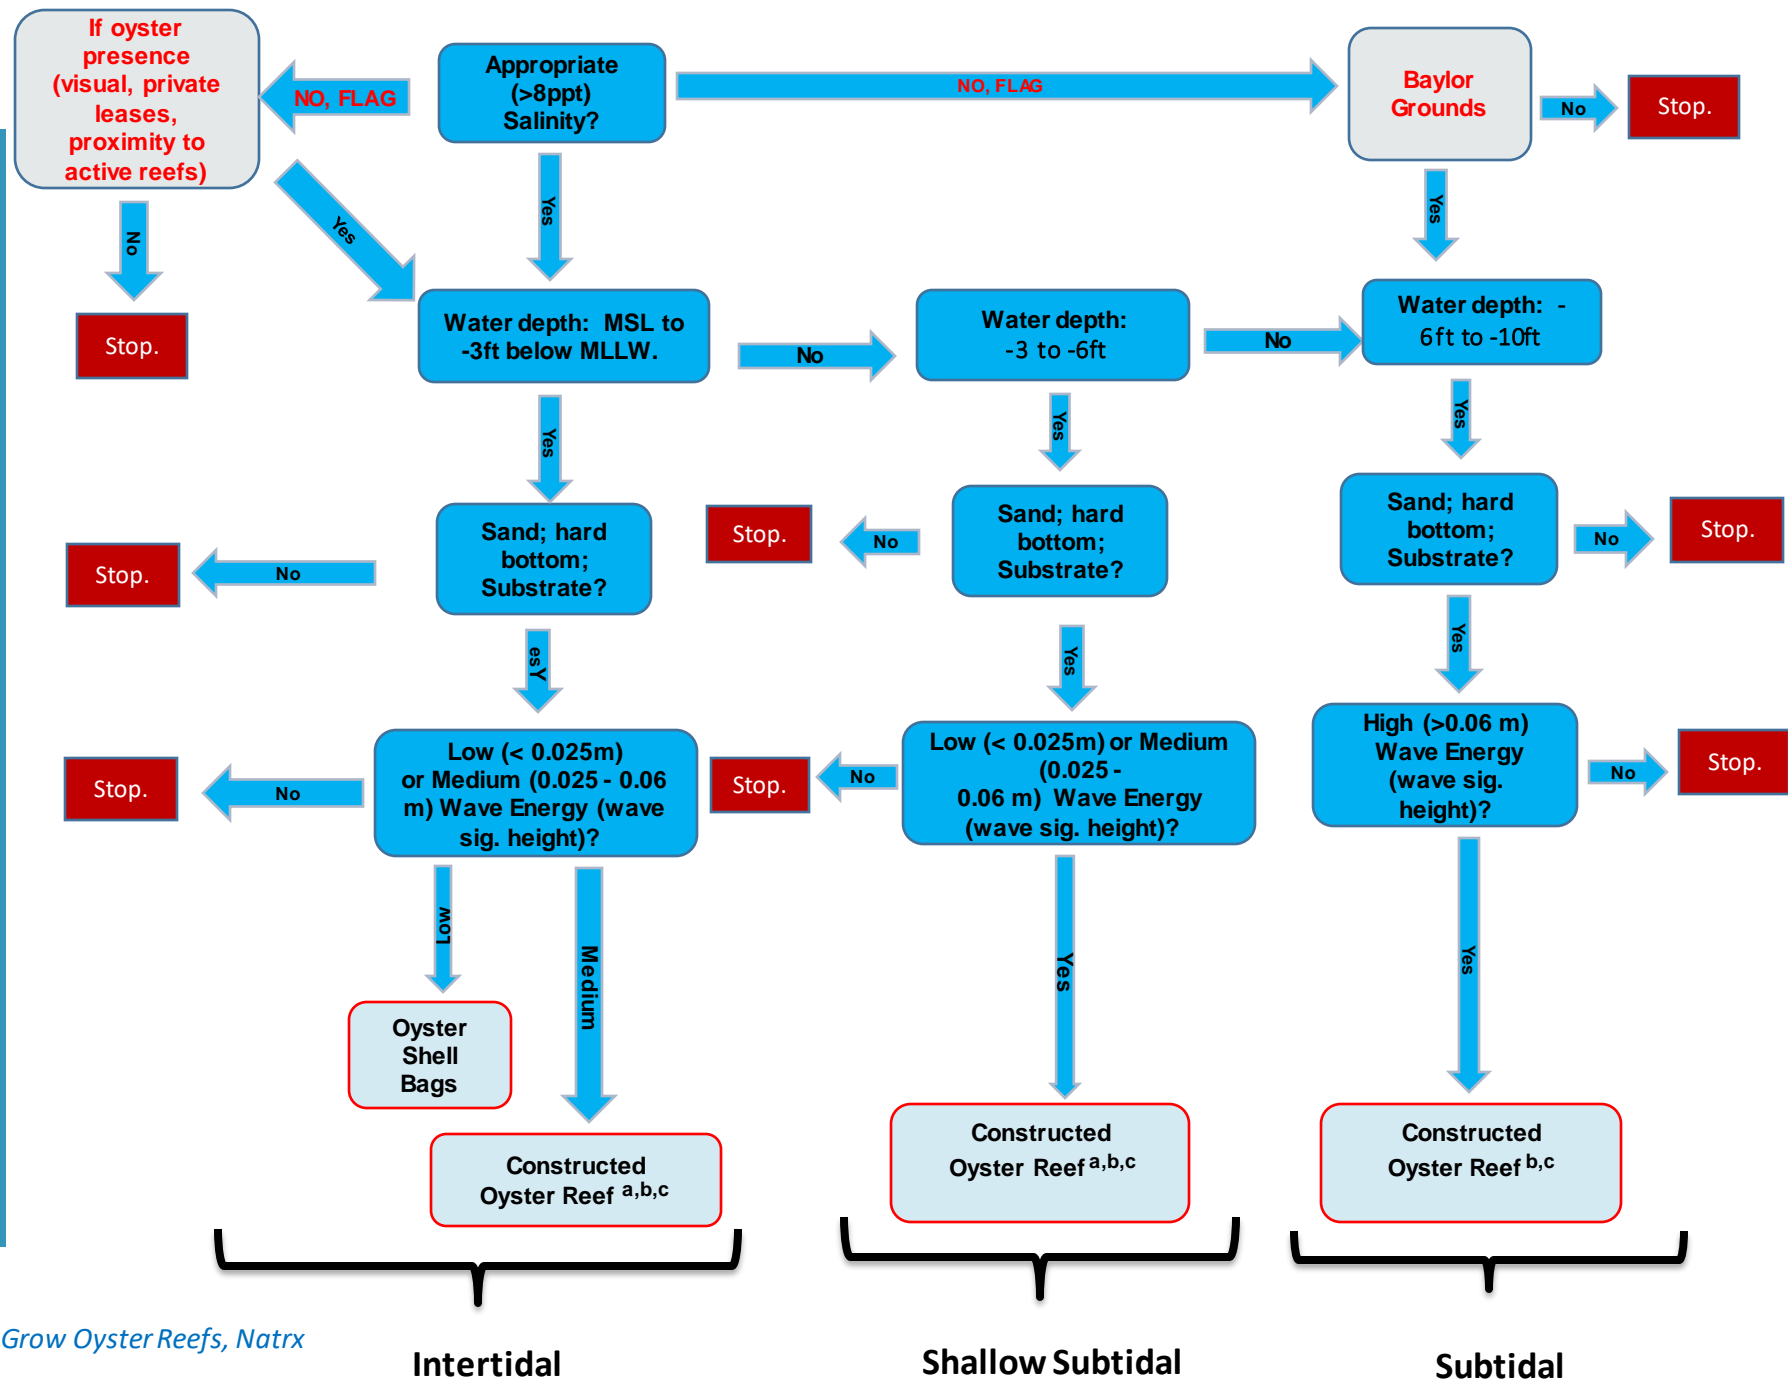 If oyster
presence
(visual, private
leases,
proximity to
active reefs)
NO, FLAG
Appropriate
(>8ppt)
Salinity?
NO, FLAG
Baylor
Grounds
No
Stop.
No
Yes
Yes
Yes
Stop.
Water depth: MSL to
-3ft below MLLW.
No
Water depth:
-3 to -6ft
No
Water depth: -
6ft to -10ft
Yes
Yes
Yes
Stop.
No
Sand; hard
bottom;
Substrate?
Stop.
No
Sand; hard
bottom;
Substrate?
Sand; hard
bottom;
Substrate?
No
Stop.
Yes
Yes
Yes
Stop.
No
Low (< 0.025m)
or Medium (0.025 - 0.06
m) Wave Energy (wave
sig. height)?
Stop.
No
Low (< 0.025m) or Medium
(0.025 -
0.06 m) Wave Energy
(wave sig. height)?
High (>0.06 m)
Wave Energy
(wave sig.
height)?
No
Stop.
Low
Medium
Yes
Yes
Oyster
Shell
Bags
Constructed
Oyster Reef a,b,c
Constructed
Oyster Reef a,b,c
Constructed
Oyster Reef b,c
Grow Oyster Reefs, Natrx
Intertidal
Shallow Subtidal
Subtidal